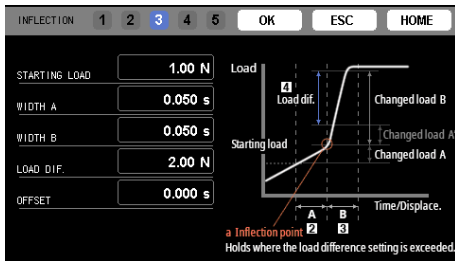 INFLECTION 1 2 3 4 5 OK ESC HOME
STARTING LOAD 1.00 N
WIDTH A 0.050 s
WIDTH B 0.050 s
LOAD DIF. 2.00 N
OFFSET 0.000 s
Load
4
Load dif.
Changed load B
Changed load A'
Starting load
Changed load A
Time/Displace.
A B
2 3
a Inflection point
Holds where the load difference setting is exceeded.